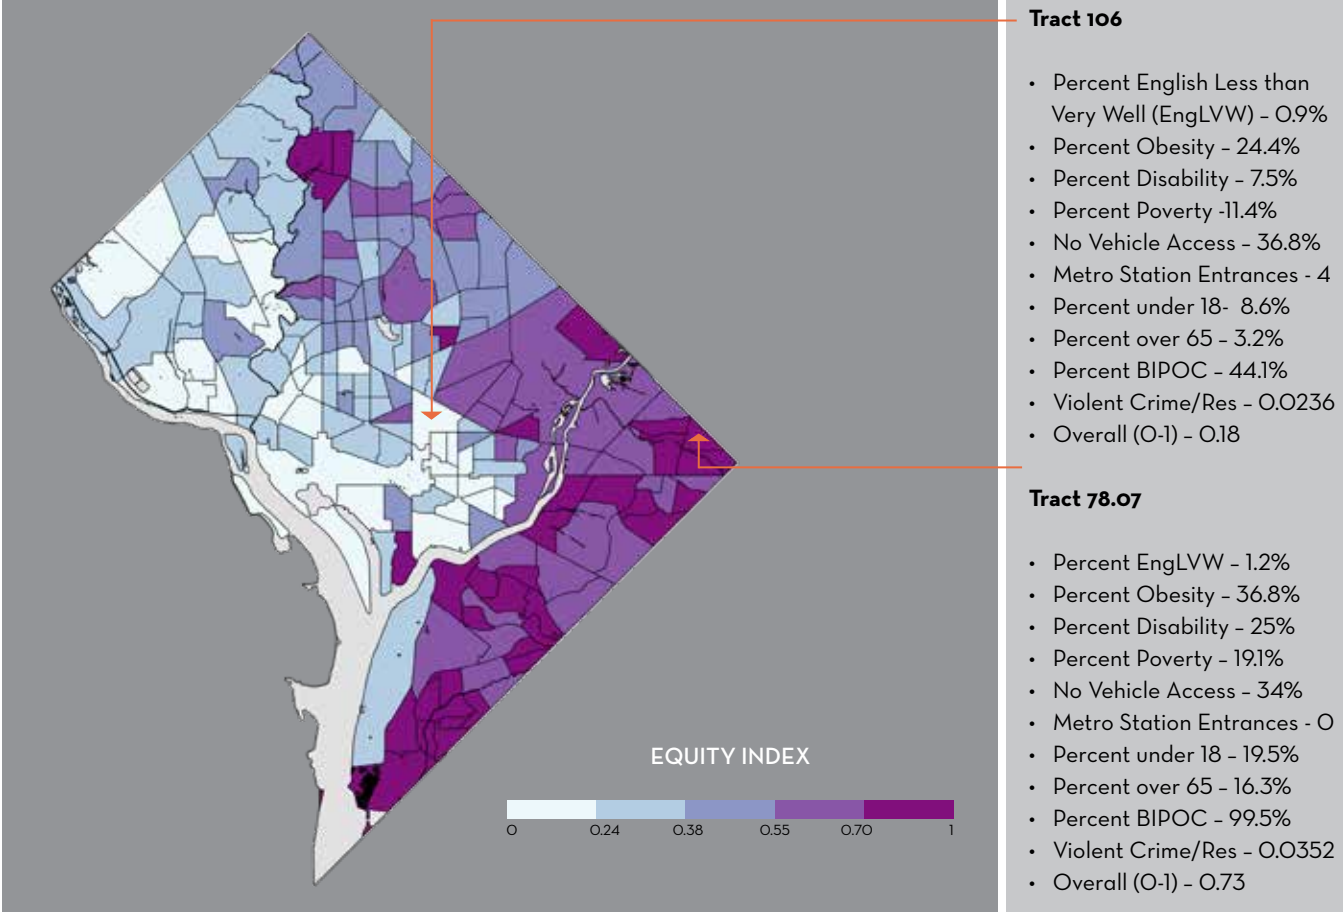 Tract 106
• Percent English Less than
Very Well (EngLVW) – 0.9%
• Percent Obesity – 24.4%
• Percent Disability – 7.5%
• Percent Poverty -11.4%
• No Vehicle Access – 36.8%
• Metro Station Entrances - 4
• Percent under 18- 8.6%
• Percent over 65 – 3.2%
• Percent BIPOC – 44.1%
• Violent Crime/Res – 0.0236
• Overall (0-1) – 0.18
Tract 78.07
• Percent EngLVW – 1.2%
• Percent Obesity – 36.8%
• Percent Disability – 25%
• Percent Poverty – 19.1%
• No Vehicle Access – 34%
• Metro Station Entrances - 0
• Percent under 18 – 19.5%
• Percent over 65 – 16.3%
• Percent BIPOC – 99.5%
• Violent Crime/Res – 0.0352
• Overall (0-1) – 0.73
EQUITY INDEX
0 0.24 0.38 0.55 0.70 1